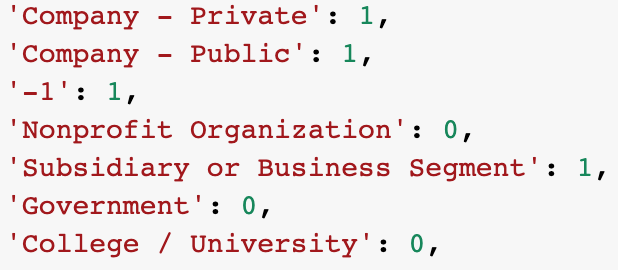 'Company - Private': 1,
'Company - Public': 1,
'-1': 1,
'Nonprofit Organization': 0,
'Subsidiary or Business Segment': 1,
'Government': 0,
'College / University': 0,